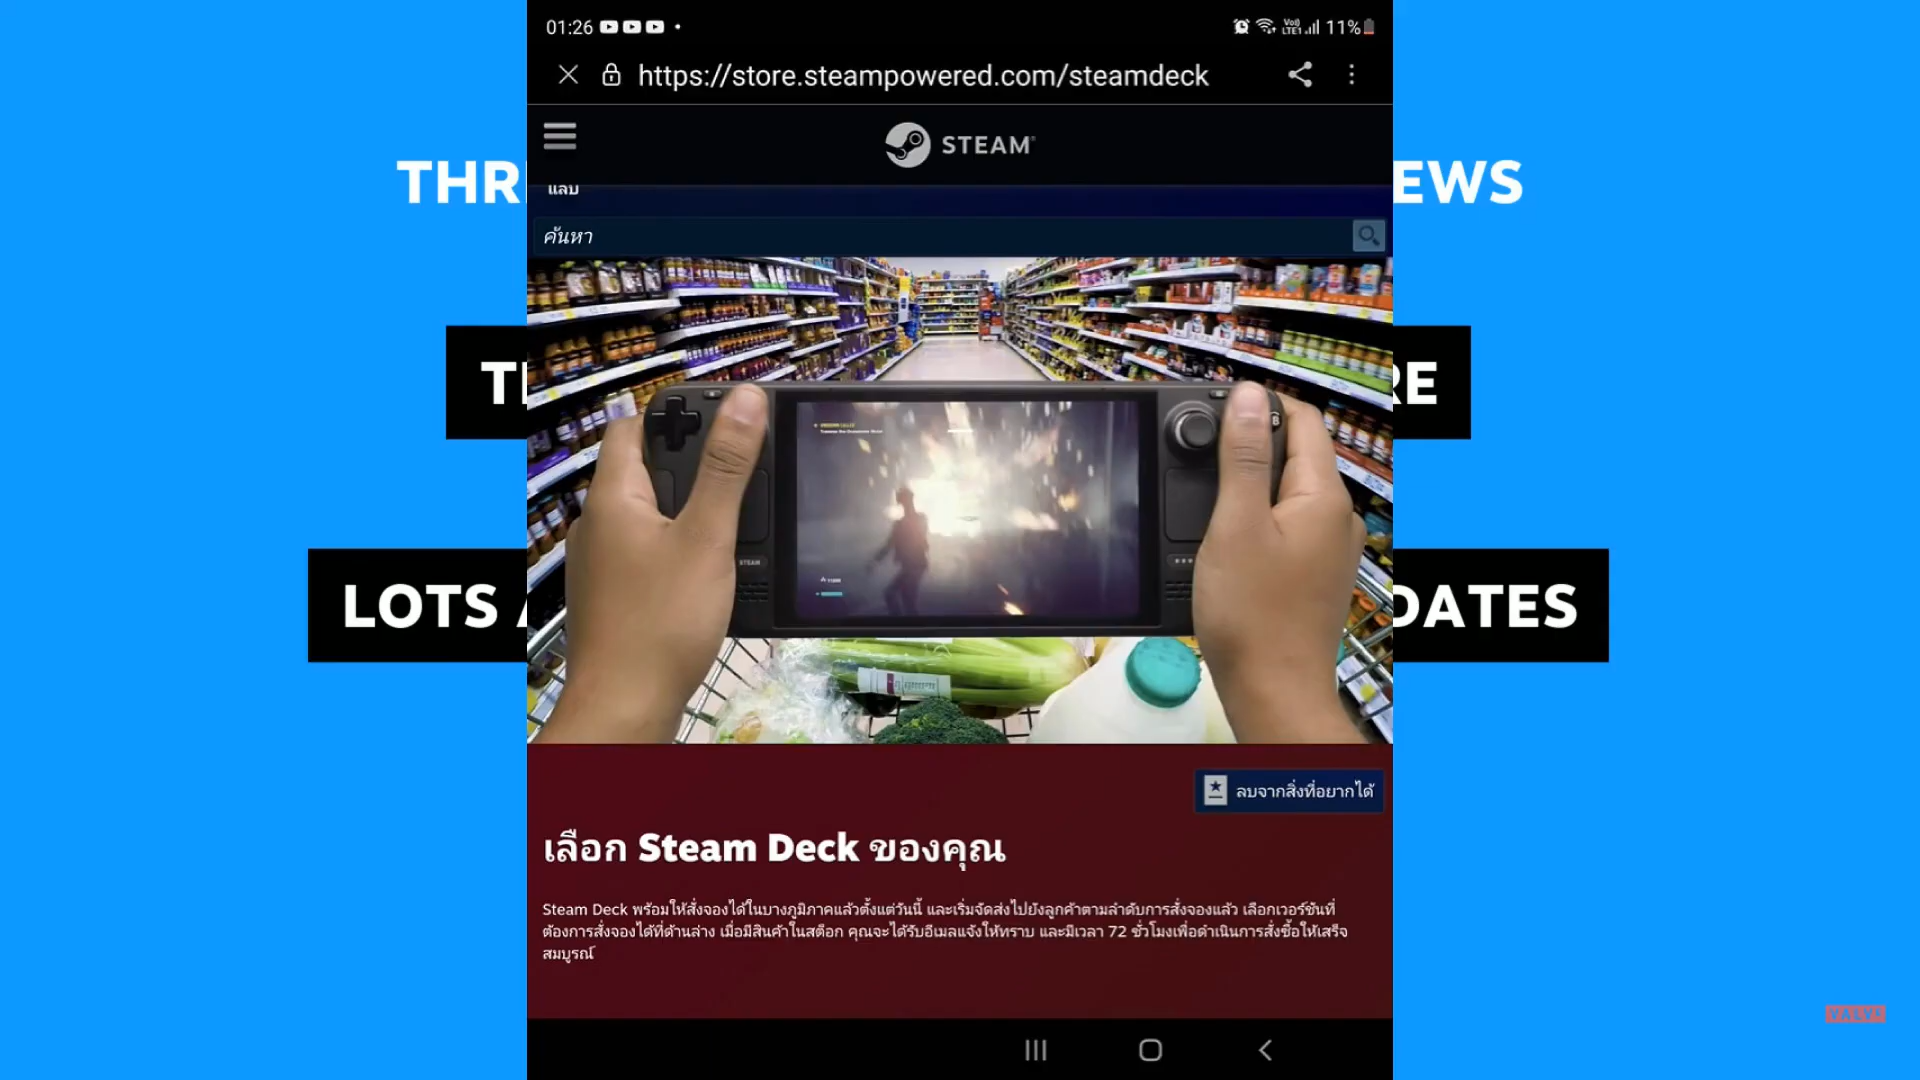 01:26
Vo)) LTE1 11%
https://store.steampowered.com/steamdeck
STEAM
แล็บ
THR EWS
ค้นหา
T RE
STEAM
B
LOTS DATES
ลบจากสิ่งที่อยากได้
เลือก Steam Deck ของคุณ
Steam Deck พร้อมให้สั่งจองได้ในบางภูมิภาคแล้วตั้งแต่วันนี้ และเริ่มจัดส่งไปยังลูกค้าตามลำดับการสั่งจองแล้ว เลือกเวอร์ชันที่
ต้องการสั่งจองได้ที่ด้านล่าง เมื่อมีสินค้าในสต็อก คุณจะได้รับอีเมลแจ้งให้ทราบ และมีเวลา 72 ชั่วโมงเพื่อดำเนินการสั่งซื้อให้เสร็จ
สมบูรณ์
VALVE